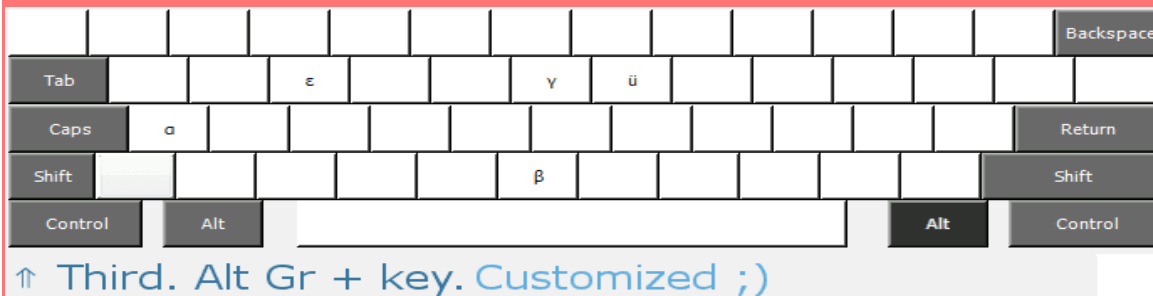 Backspace
Tab ε γ ü
Caps α Return
Shift β Shift
Control Alt Alt Control
⇑ Third. Alt Gr + key. Customized ;)